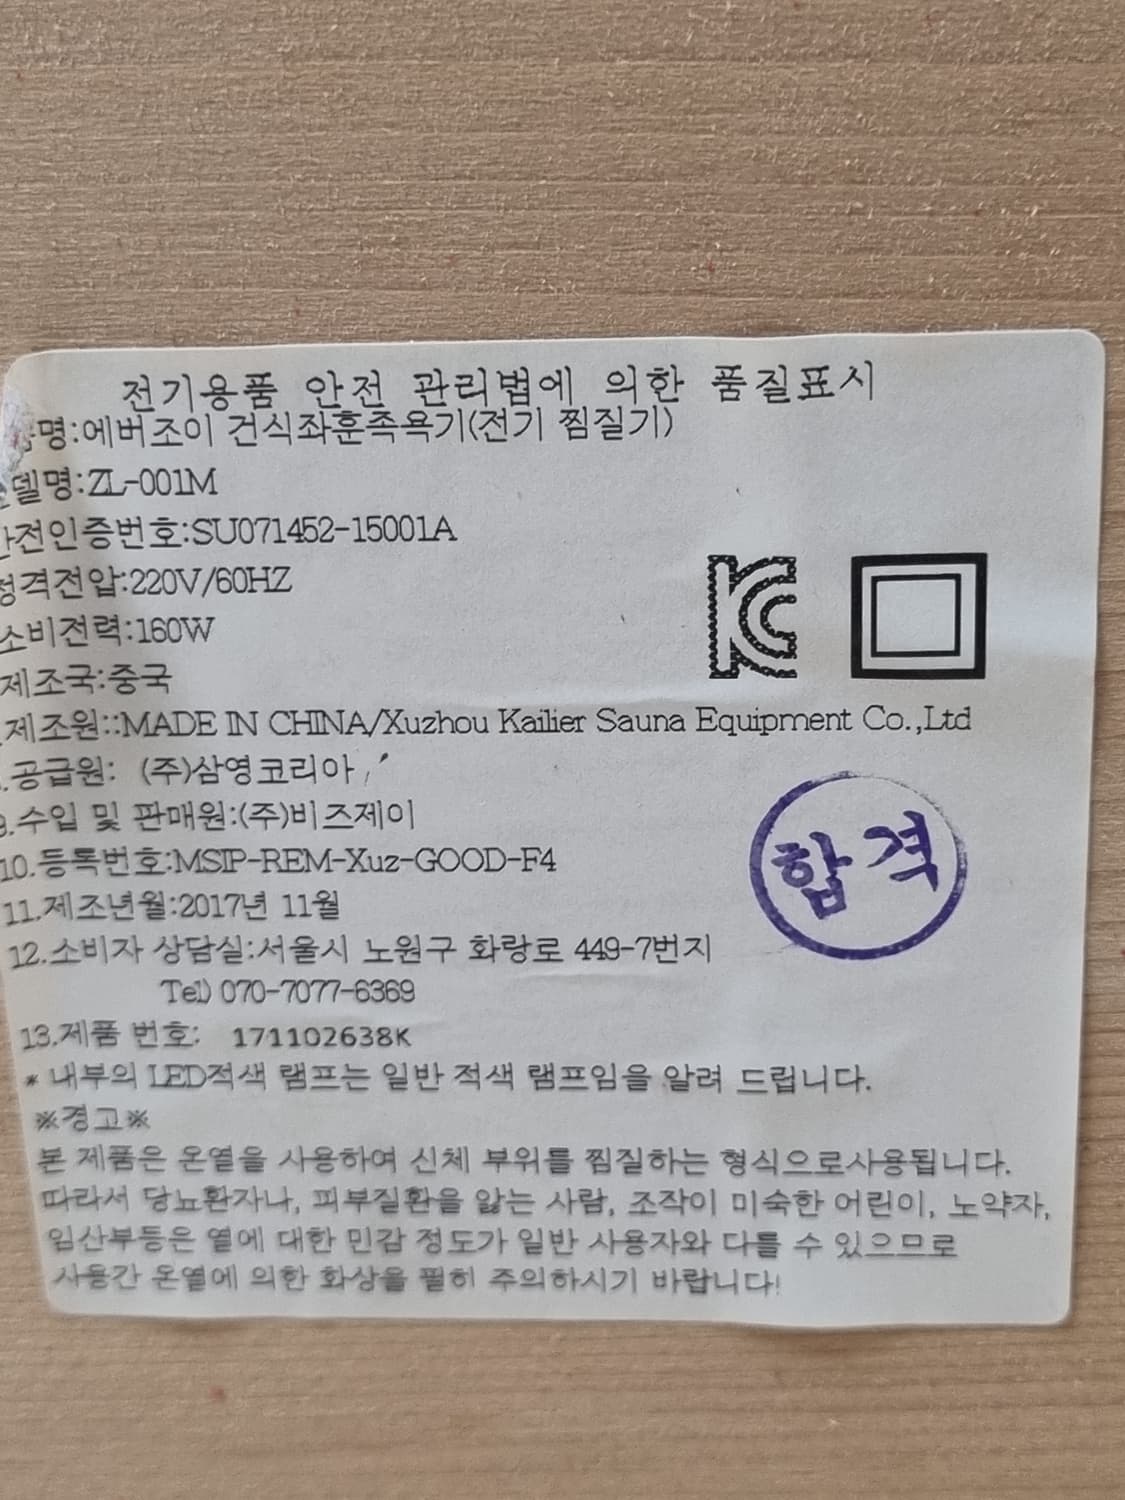 전기용품 안전 관리법에 의한 품질표시
명:에버조이 건식좌훈족욕기(전기 찜질기)
델명:ZL-001M
안전인증번호:SU071452-15001A
정격전압:220V/60HZ
소비전력:160W
제조국:중국
.제조원::MADE IN CHINA/Xuzhou Kailier Sauna Equipment Co.,Ltd
.공급원: (주)삼영코리아
9.수입 및 판매원:(주)비즈제이
10.등록번호:MSIP-REM-Xuz-GOOD-F4
11.제조년월:2017년 11월
12.소비자 상담실:서울시 노원구 화랑로 449-7번지
Tel) 070-7077-6369
13.제품 번호: 171102638K
* 내부의 LED적색 램프는 일반 적색 램프임을 알려 드립니다.
※경고※
본 제품은 온열을 사용하여 신체 부위를 찜질하는 형식으로사용됩니다.
따라서 당뇨환자나, 피부질환을 앓는 사람, 조작이 미숙한 어린이, 노약자,
임산부등은 열에 대한 민감 정도가 일반 사용자와 다를 수 있으므로
사용간 온열에 의한 화상을 필히 주의하시기 바랍니다!
KC
합격